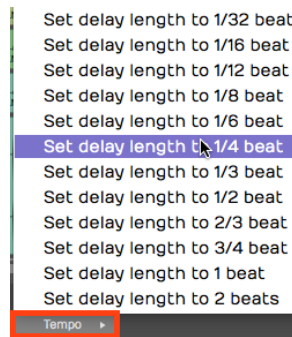 Set delay length to 1/32 beat
Set delay length to 1/16 beat
Set delay length to 1/12 beat
Set delay length to 1/8 beat
Set delay length to 1/6 beat
Set delay length to 1/4 beat
Set delay length to 1/3 beat
Set delay length to 1/2 beat
Set delay length to 2/3 beat
Set delay length to 3/4 beat
Set delay length to 1 beat
Set delay length to 2 beats
Tempo